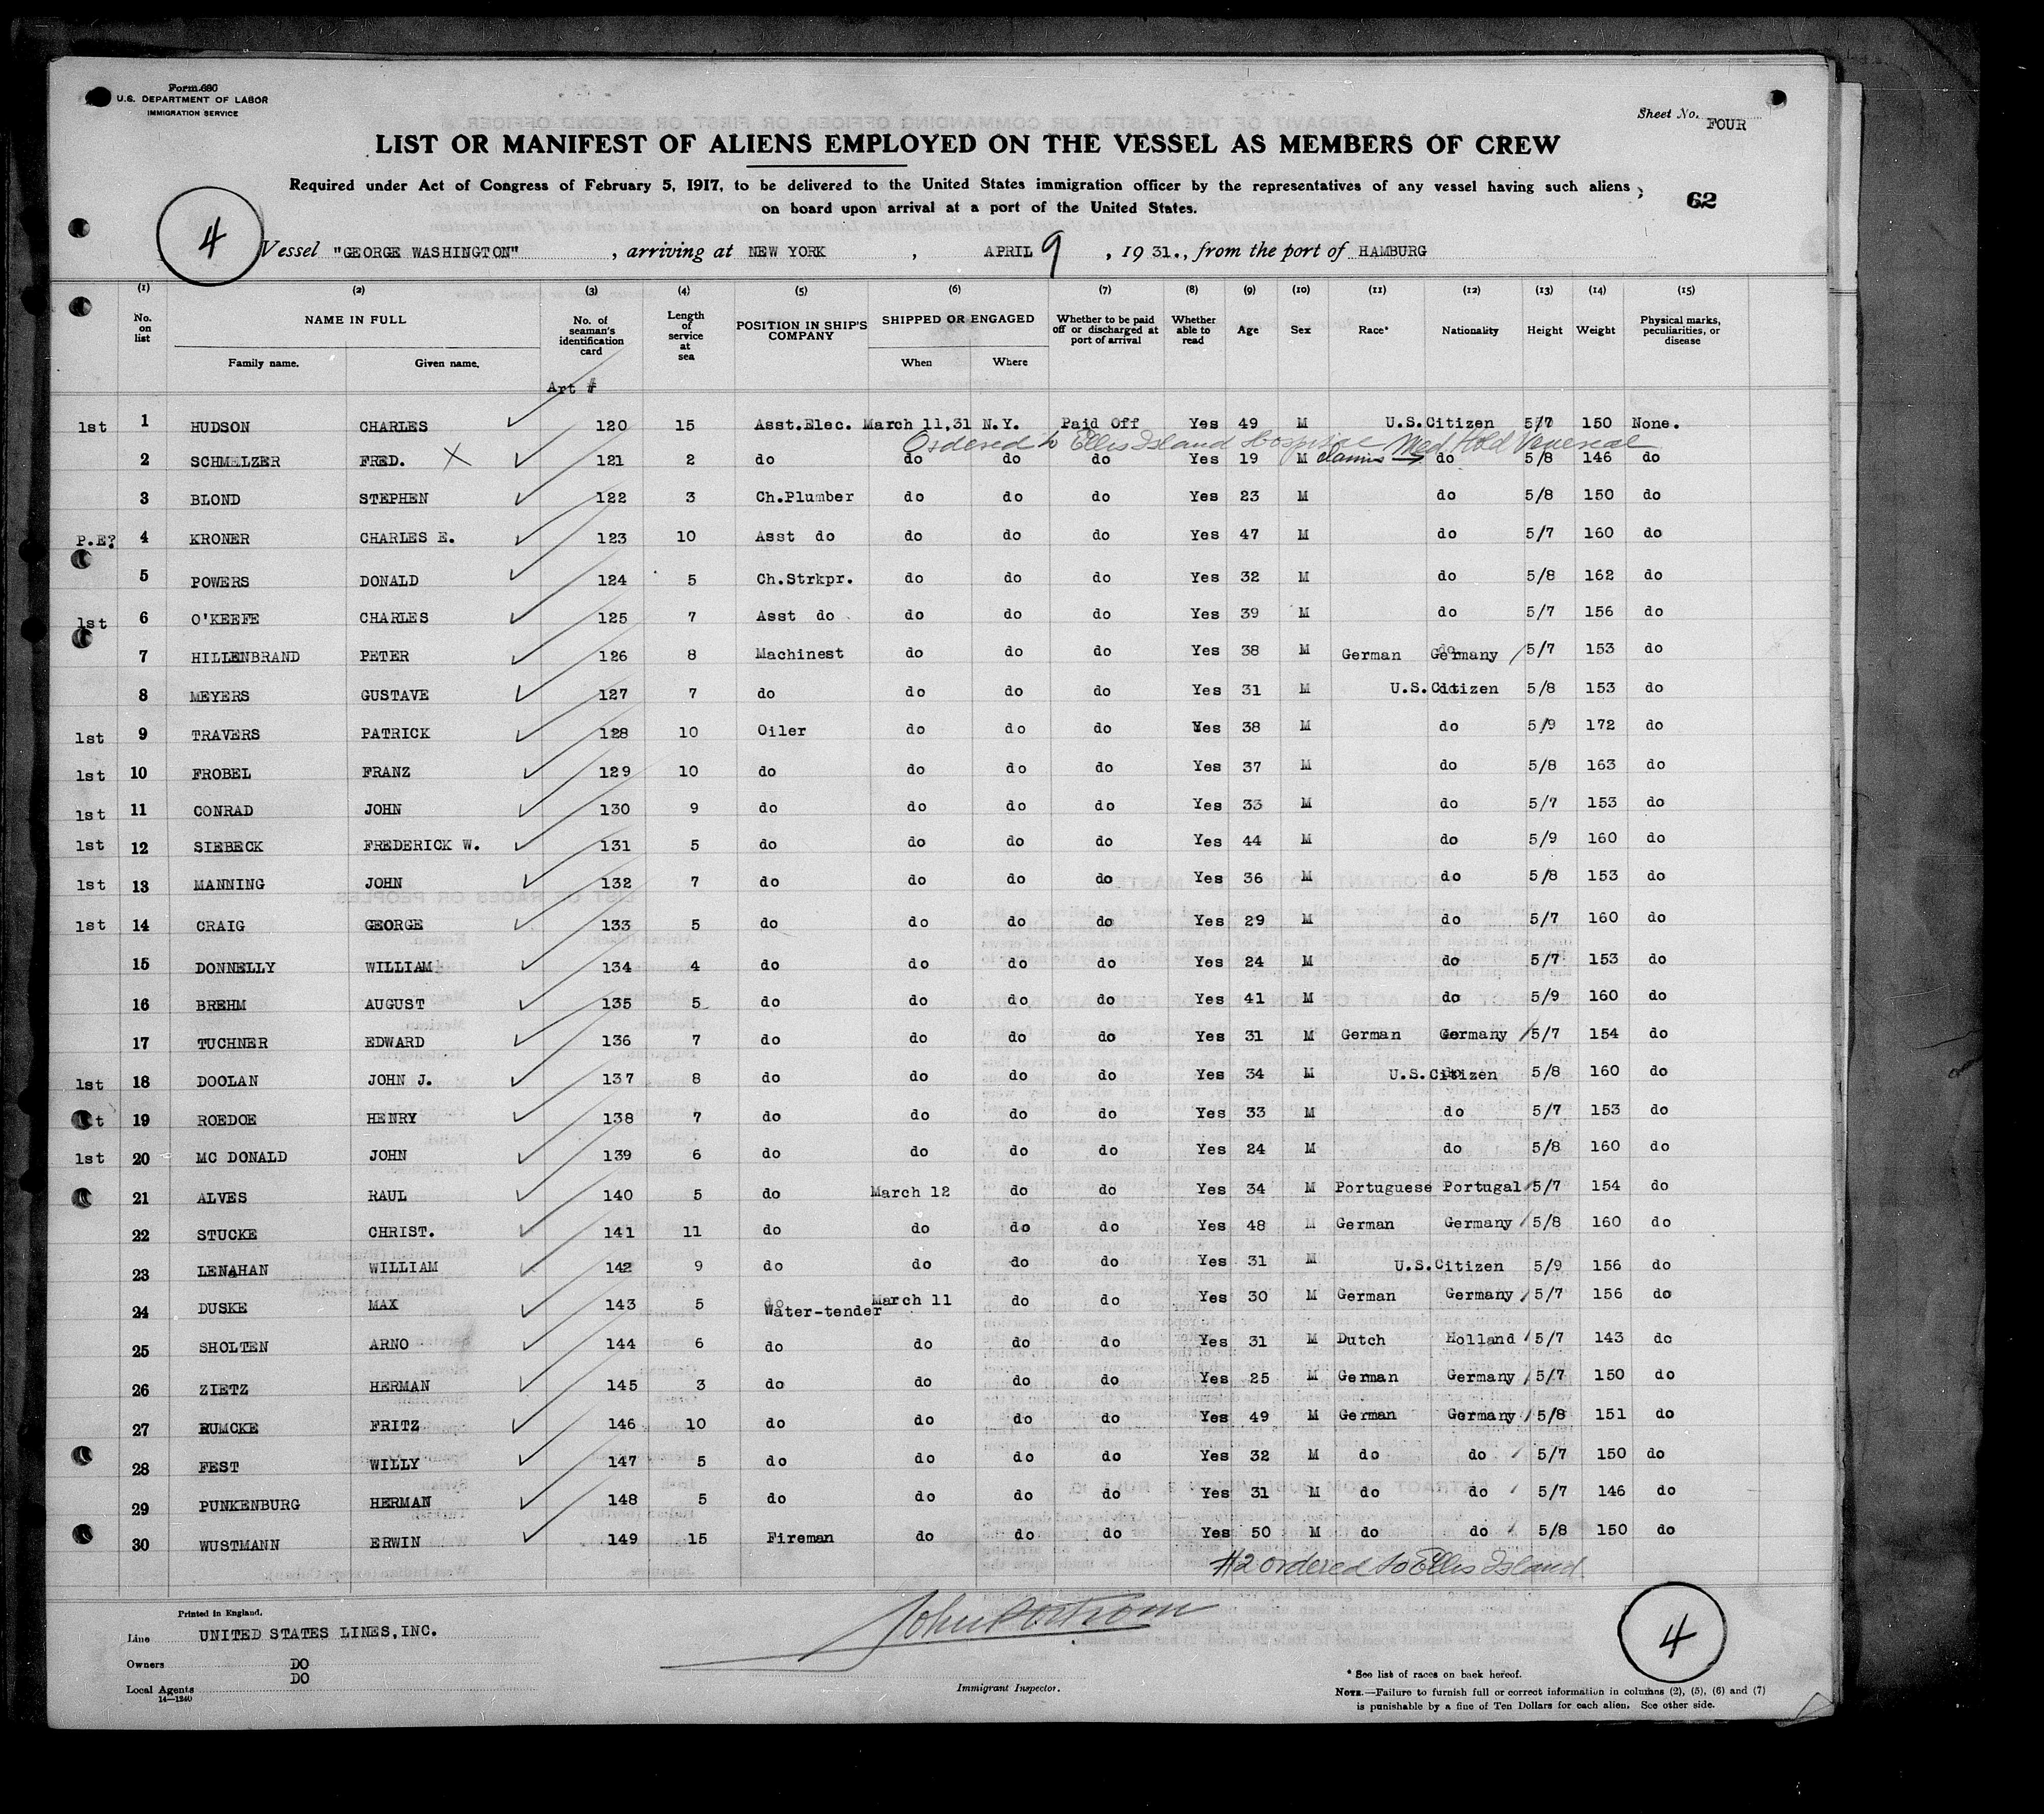 Form 680
U.S. DEPARTMENT OF LABOR
IMMIGRATION SERVICE
Sheet No. FOUR
LIST OR MANIFEST OF ALIENS EMPLOYED ON THE VESSEL AS MEMBERS OF CREW
Required under Act of Congress of February 5, 1917, to be delivered to the United States immigration officer by the representatives of any vessel having such aliens
on board upon arrival at a port of the United States.
62
4
Vessel "GEORGE WASHINGTON", arriving at NEW YORK, APRIL 9, 1931., from the port of HAMBURG
(1) (2) (3) (4) (5) (6) (7) (8) (9) (10) (11) (12) (13) (14) (15)
No. on list NAME IN FULL No. of seaman's identification card Length of service at sea POSITION IN SHIP'S COMPANY SHIPPED OR ENGAGED Whether to be paid off or discharged at port of arrival Whether able to read Age Sex Race* Nationality Height Weight Physical marks, peculiarities, or disease
Family name. Given name. When Where
Art #
1st 1 HUDSON CHARLES 120 15 Asst.Elec. March 11,31 N.Y. Paid Off Yes 49 M U.S.Citizen 5/7 150 None.
Ordered to Ellis Island Hospital Med. Hold Venereal
2 SCHMELZER FRED. X 121 2 do do do do Yes 19 M claims do 5/8 146 do
3 BLOND STEPHEN 122 3 Ch.Plumber do do do Yes 23 M do 5/8 150 do
P.E? 4 KRONER CHARLES E. 123 10 Asst do do do do Yes 47 M do 5/7 160 do
5 POWERS DONALD 124 5 Ch.Strkpr. do do do Yes 32 M do 5/8 162 do
1st 6 O'KEEFE CHARLES 125 7 Asst do do do do Yes 39 M do 5/7 156 do
7 HILLENBRAND PETER 126 8 Machinest do do do Yes 38 M German Germany 5/7 153 do
8 MEYERS GUSTAVE 127 7 do do do do Yes 31 M U.S.Citizen 5/8 153 do
1st 9 TRAVERS PATRICK 128 10 Oiler do do do Yes 38 M do 5/9 172 do
1st 10 FROBEL FRANZ 129 10 do do do do Yes 37 M do 5/8 163 do
1st 11 CONRAD JOHN 130 9 do do do do Yes 33 M do 5/7 153 do
1st 12 SIEBECK FREDERICK W. 131 5 do do do do Yes 44 M do 5/9 160 do
1st 13 MANNING JOHN 132 7 do do do do Yes 36 M do 5/8 153 do
1st 14 CRAIG GEORGE 133 5 do do do do Yes 29 M do 5/7 160 do
15 DONNELLY WILLIAM 134 4 do do do do Yes 24 M do 5/7 153 do
16 BREHM AUGUST 135 5 do do do do Yes 41 M do 5/9 160 do
17 TUCHNER EDWARD 136 7 do do do do Yes 31 M German Germany 5/7 154 do
1st 18 DOOLAN JOHN J. 137 8 do do do do Yes 34 M U.S.Citizen 5/8 160 do
1st 19 ROEDOE HENRY 138 7 do do do do Yes 33 M do 5/7 153 do
1st 20 MC DONALD JOHN 139 6 do do do do Yes 24 M do 5/8 160 do
21 ALVES RAUL 140 5 do March 12 do do Yes 34 M Portuguese Portugal 5/7 154 do
22 STUCKE CHRIST. 141 11 do do do do Yes 48 M German Germany 5/8 160 do
23 LENAHAN WILLIAM 142 9 do do do do Yes 31 M U.S.Citizen 5/9 156 do
24 DUSKE MAX 143 5 Water-tender March 11 do do Yes 30 M German Germany 5/7 156 do
25 SHOLTEN ARNO 144 6 do do do do Yes 31 M Dutch Holland 5/7 143 do
26 ZIETZ HERMAN 145 3 do do do do Yes 25 M German Germany 5/7 150 do
27 RUMCKE FRITZ 146 10 do do do do Yes 49 M German Germany 5/8 151 do
28 FEST WILLY 147 5 do do do do Yes 32 M do do 5/7 150 do
29 PUNKENBURG HERMAN 148 5 do do do do Yes 31 M do do 5/7 146 do
30 WUSTMANN ERWIN 149 15 Fireman do do do Yes 50 M do do 5/8 150 do
#2 ordered to Ellis Island
Printed in England.
Line UNITED STATES LINES,INC.
Owners DO
Local Agents DO
14—1240
Immigrant Inspector.
4
* See list of races on back hereof.
NOTE.—Failure to furnish full or correct information in columns (2), (5), (6) and (7)
is punishable by a fine of Ten Dollars for each alien. See other side.